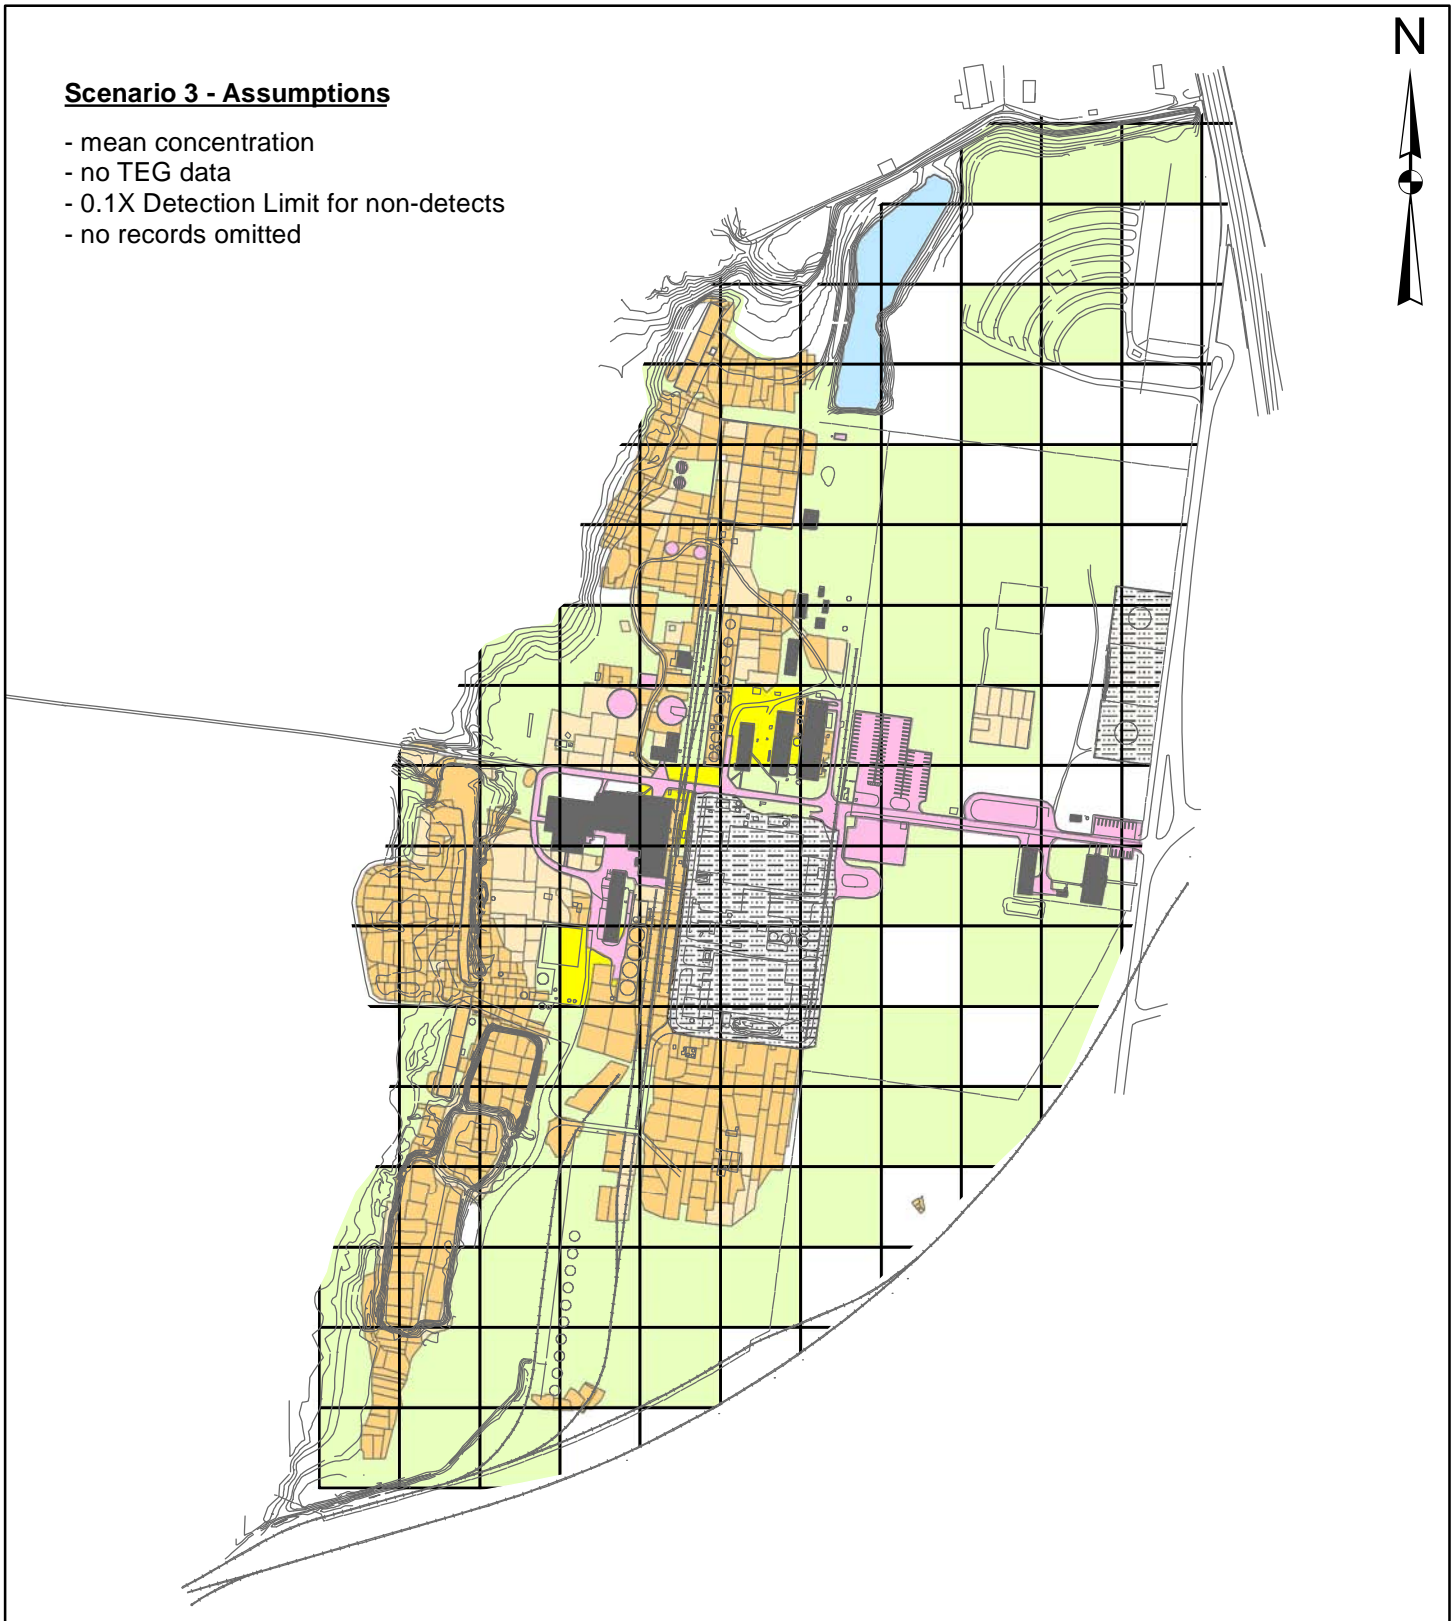 N
Scenario 3 - Assumptions
- mean concentration
- no TEG data
- 0.1X Detection Limit for non-detects
- no records omitted